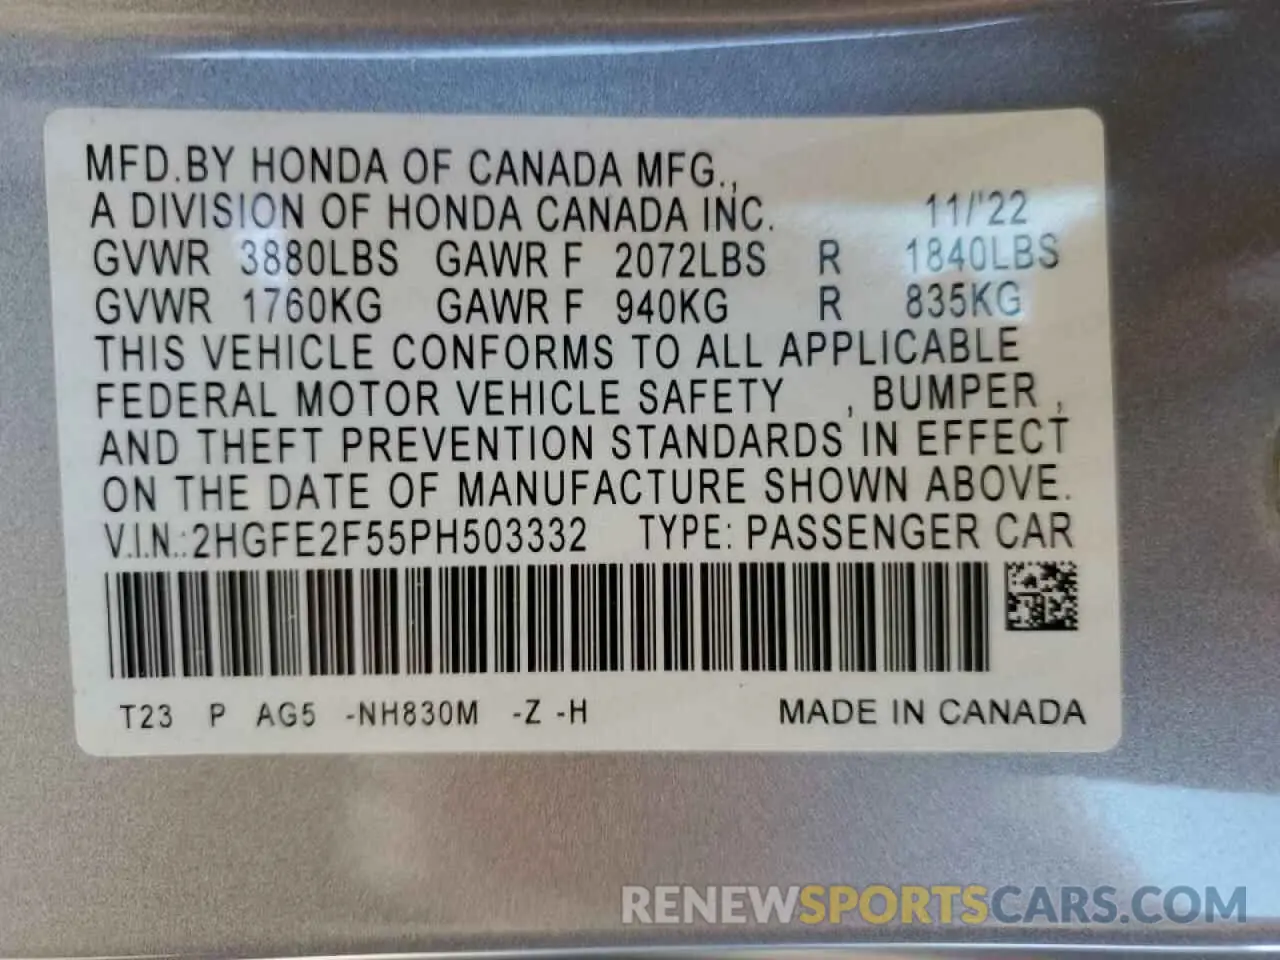 MFD.BY HONDA OF CANADA MFG.,
A DIVISION OF HONDA CANADA INC. 11/'22
GVWR 3880LBS GAWR F 2072LBS R 1840LBS
GVWR 1760KG GAWR F 940KG R 835KG
THIS VEHICLE CONFORMS TO ALL APPLICABLE
FEDERAL MOTOR VEHICLE SAFETY , BUMPER ,
AND THEFT PREVENTION STANDARDS IN EFFECT
ON THE DATE OF MANUFACTURE SHOWN ABOVE.
V.I.N.:2HGFE2F55PH503332 TYPE: PASSENGER CAR
T23 P AG5 -NH830M -Z -H MADE IN CANADA
RENEWSPORTSCARS.COM